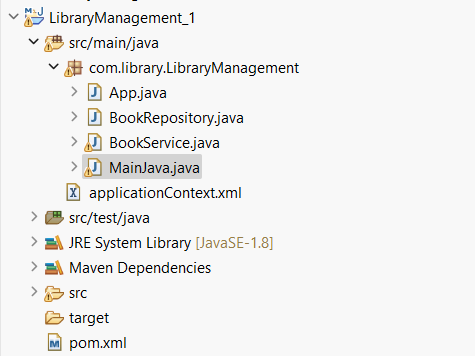 LibraryManagement_1
src/main/java
com.library.LibraryManagement
App.java
BookRepository.java
BookService.java
MainJava.java
applicationContext.xml
src/test/java
JRE System Library [JavaSE-1.8]
Maven Dependencies
src
target
pom.xml